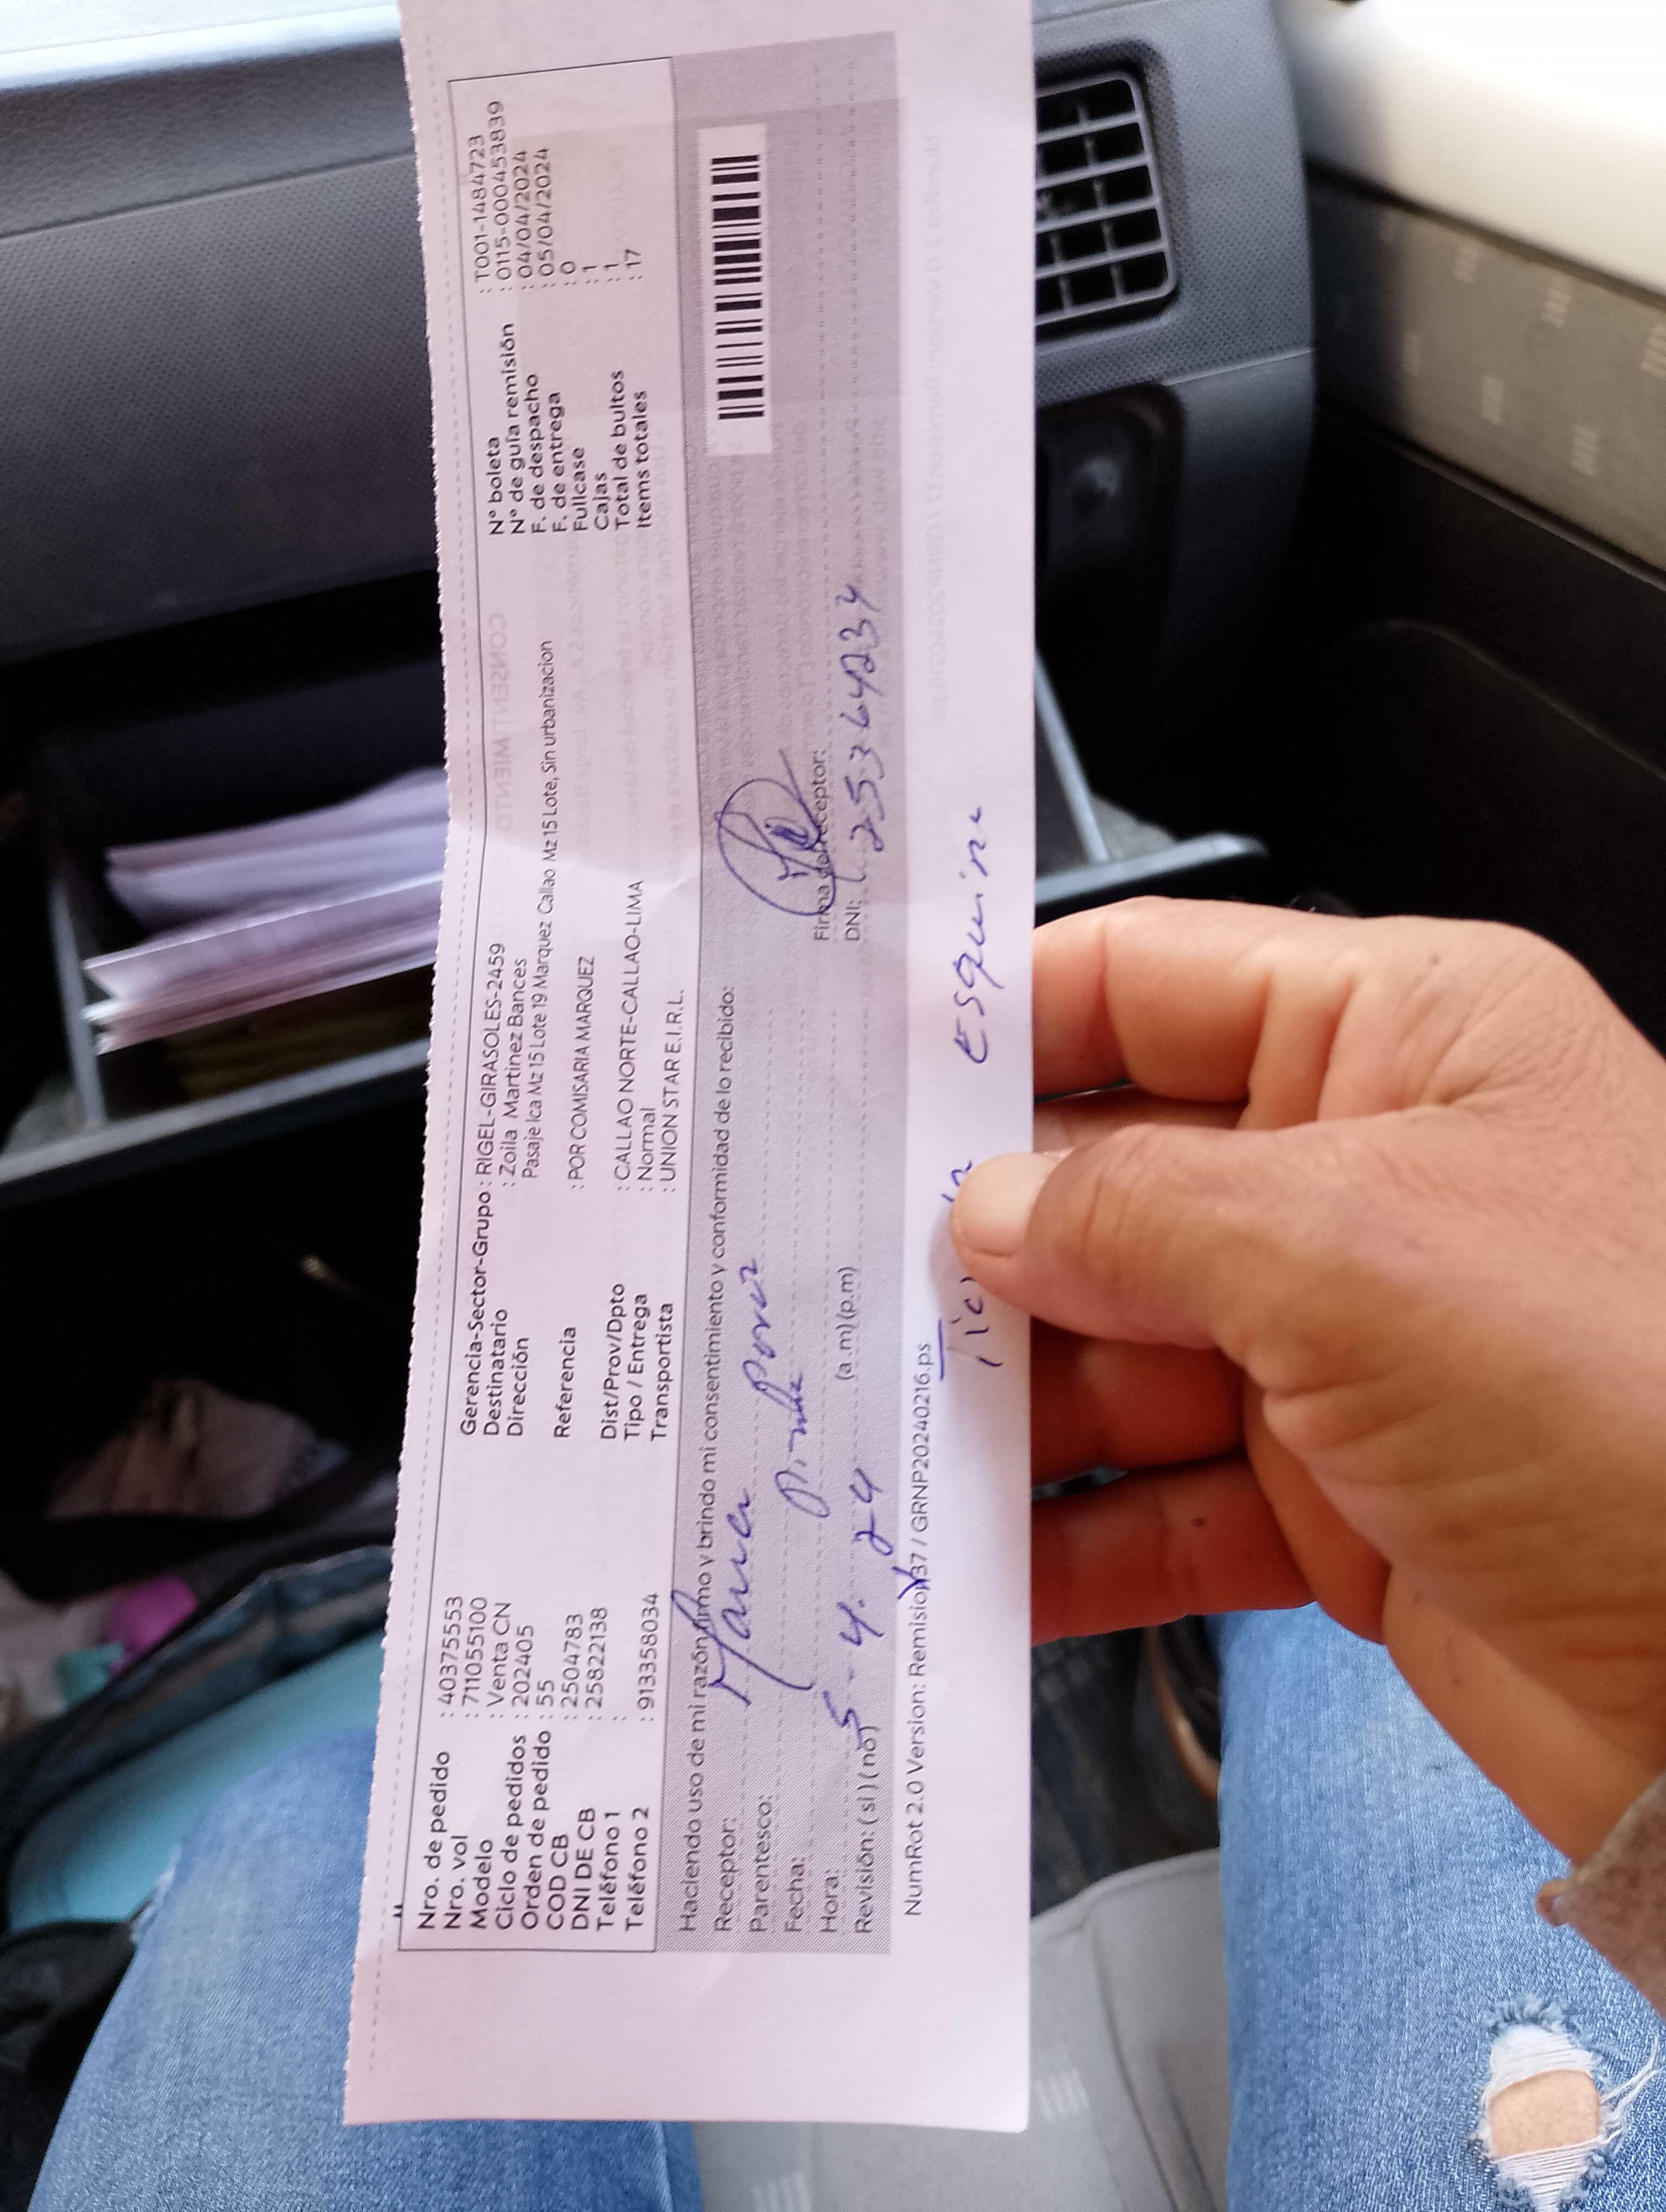 Nro. de pedido : 40375553
Nro. vol : 711055100
Modelo : Venta CN
Ciclo de pedidos : 202405
Orden de pedido : 55
COD CB : 2504783
DNI DE CB : 25822138
Teléfono 1 :
Teléfono 2 : 913358034
Gerencia-Sector-Grupo : RIGEL-GIRASOLES-2459
Destinatario : Zoila Martinez Bances
Dirección Pasaje Ica Mz 15 Lote 19 Marquez Callao Mz 15 Lote, Sin urbanizacion
Referencia : POR COMISARIA MARQUEZ
Dist/Prov/Dpto : CALLAO NORTE-CALLAO-LIMA
Tipo / Entrega : Normal
Transportista : UNION STAR E.I.R.L.
N° boleta : T001-1484723
N° de guía remisión : 0115-000453839
F. de despacho : 04/04/2024
F. de entrega : 05/04/2024
Fullcase : 0
Cajas : 1
Total de bultos : 1
Items totales : 17
Haciendo uso de mi razón íntimo y brindo mi consentimiento y conformidad de lo recibido:
Receptor:
Parentesco:
Fecha: 5-4.24
Hora: (a.m) (p.m)
Revisión: (si) (no)
Firma del receptor:
DNI: 25364234
NumRot 2.0 Version: Remision37 / GRNP20240216.ps
esquina